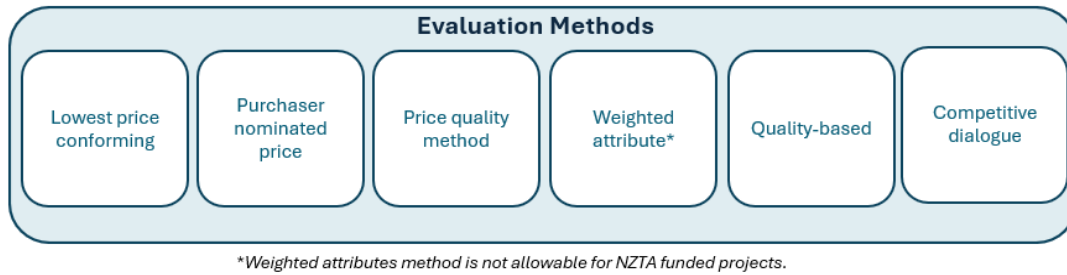 Evaluation Methods
Lowest price
conforming
Purchaser
nominated
price
Price quality
method
Weighted
attribute*
Quality-based
Competitive
dialogue
*Weighted attributes method is not allowable for NZTA funded projects.